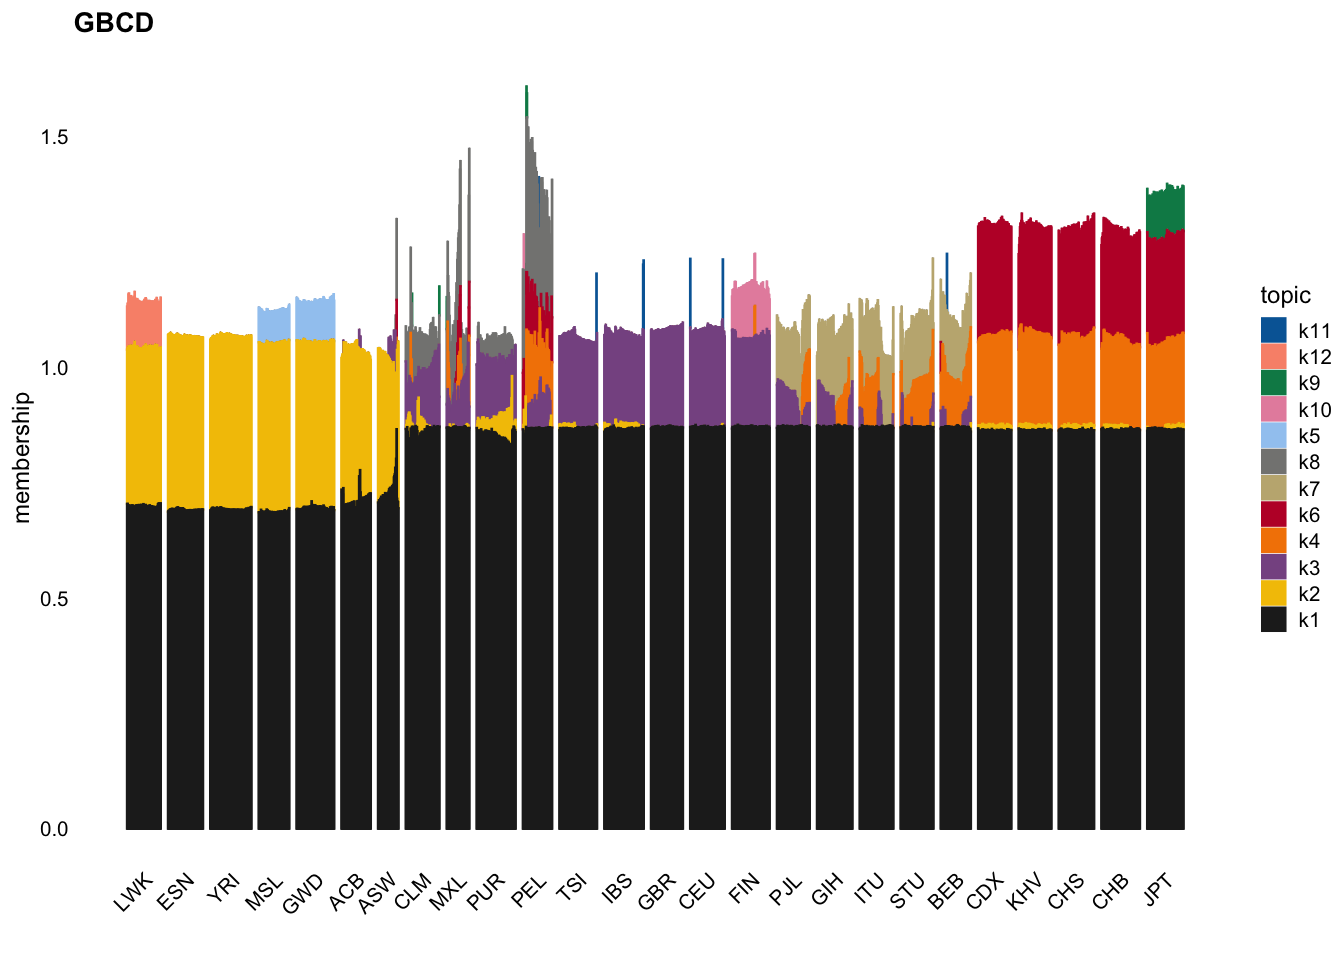 GBCD
1.5
1.0
0.5
0.0
membership
LWK
ESN
YRI
MSL
GWD
ACB
ASW
CLM
MXL
PUR
PEL
TSI
IBS
GBR
CEU
FIN
PJL
GIH
ITU
STU
BEB
CDX
KHV
CHS
CHB
JPT
topic
k11
k12
k9
k10
k5
k8
k7
k6
k4
k3
k2
k1